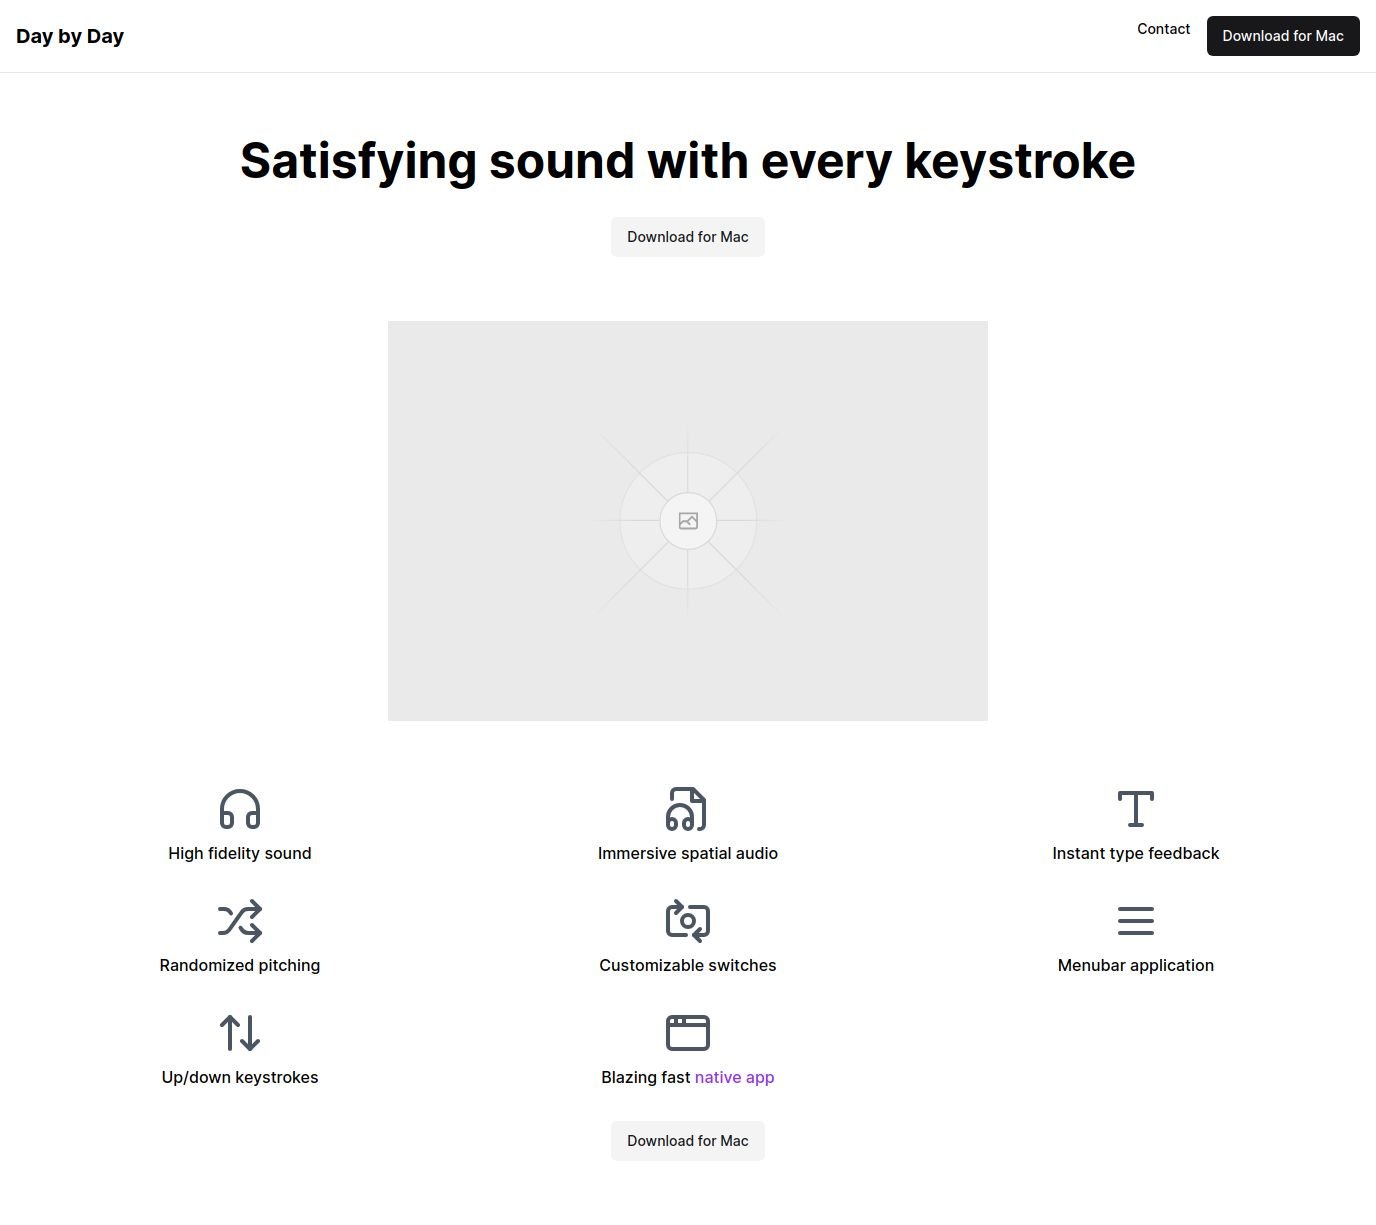 Day by Day
Contact
Download for Mac
Satisfying sound with every keystroke
Download for Mac
High fidelity sound
Immersive spatial audio
Instant type feedback
Randomized pitching
Customizable switches
Menubar application
Up/down keystrokes
Blazing fast native app
Download for Mac